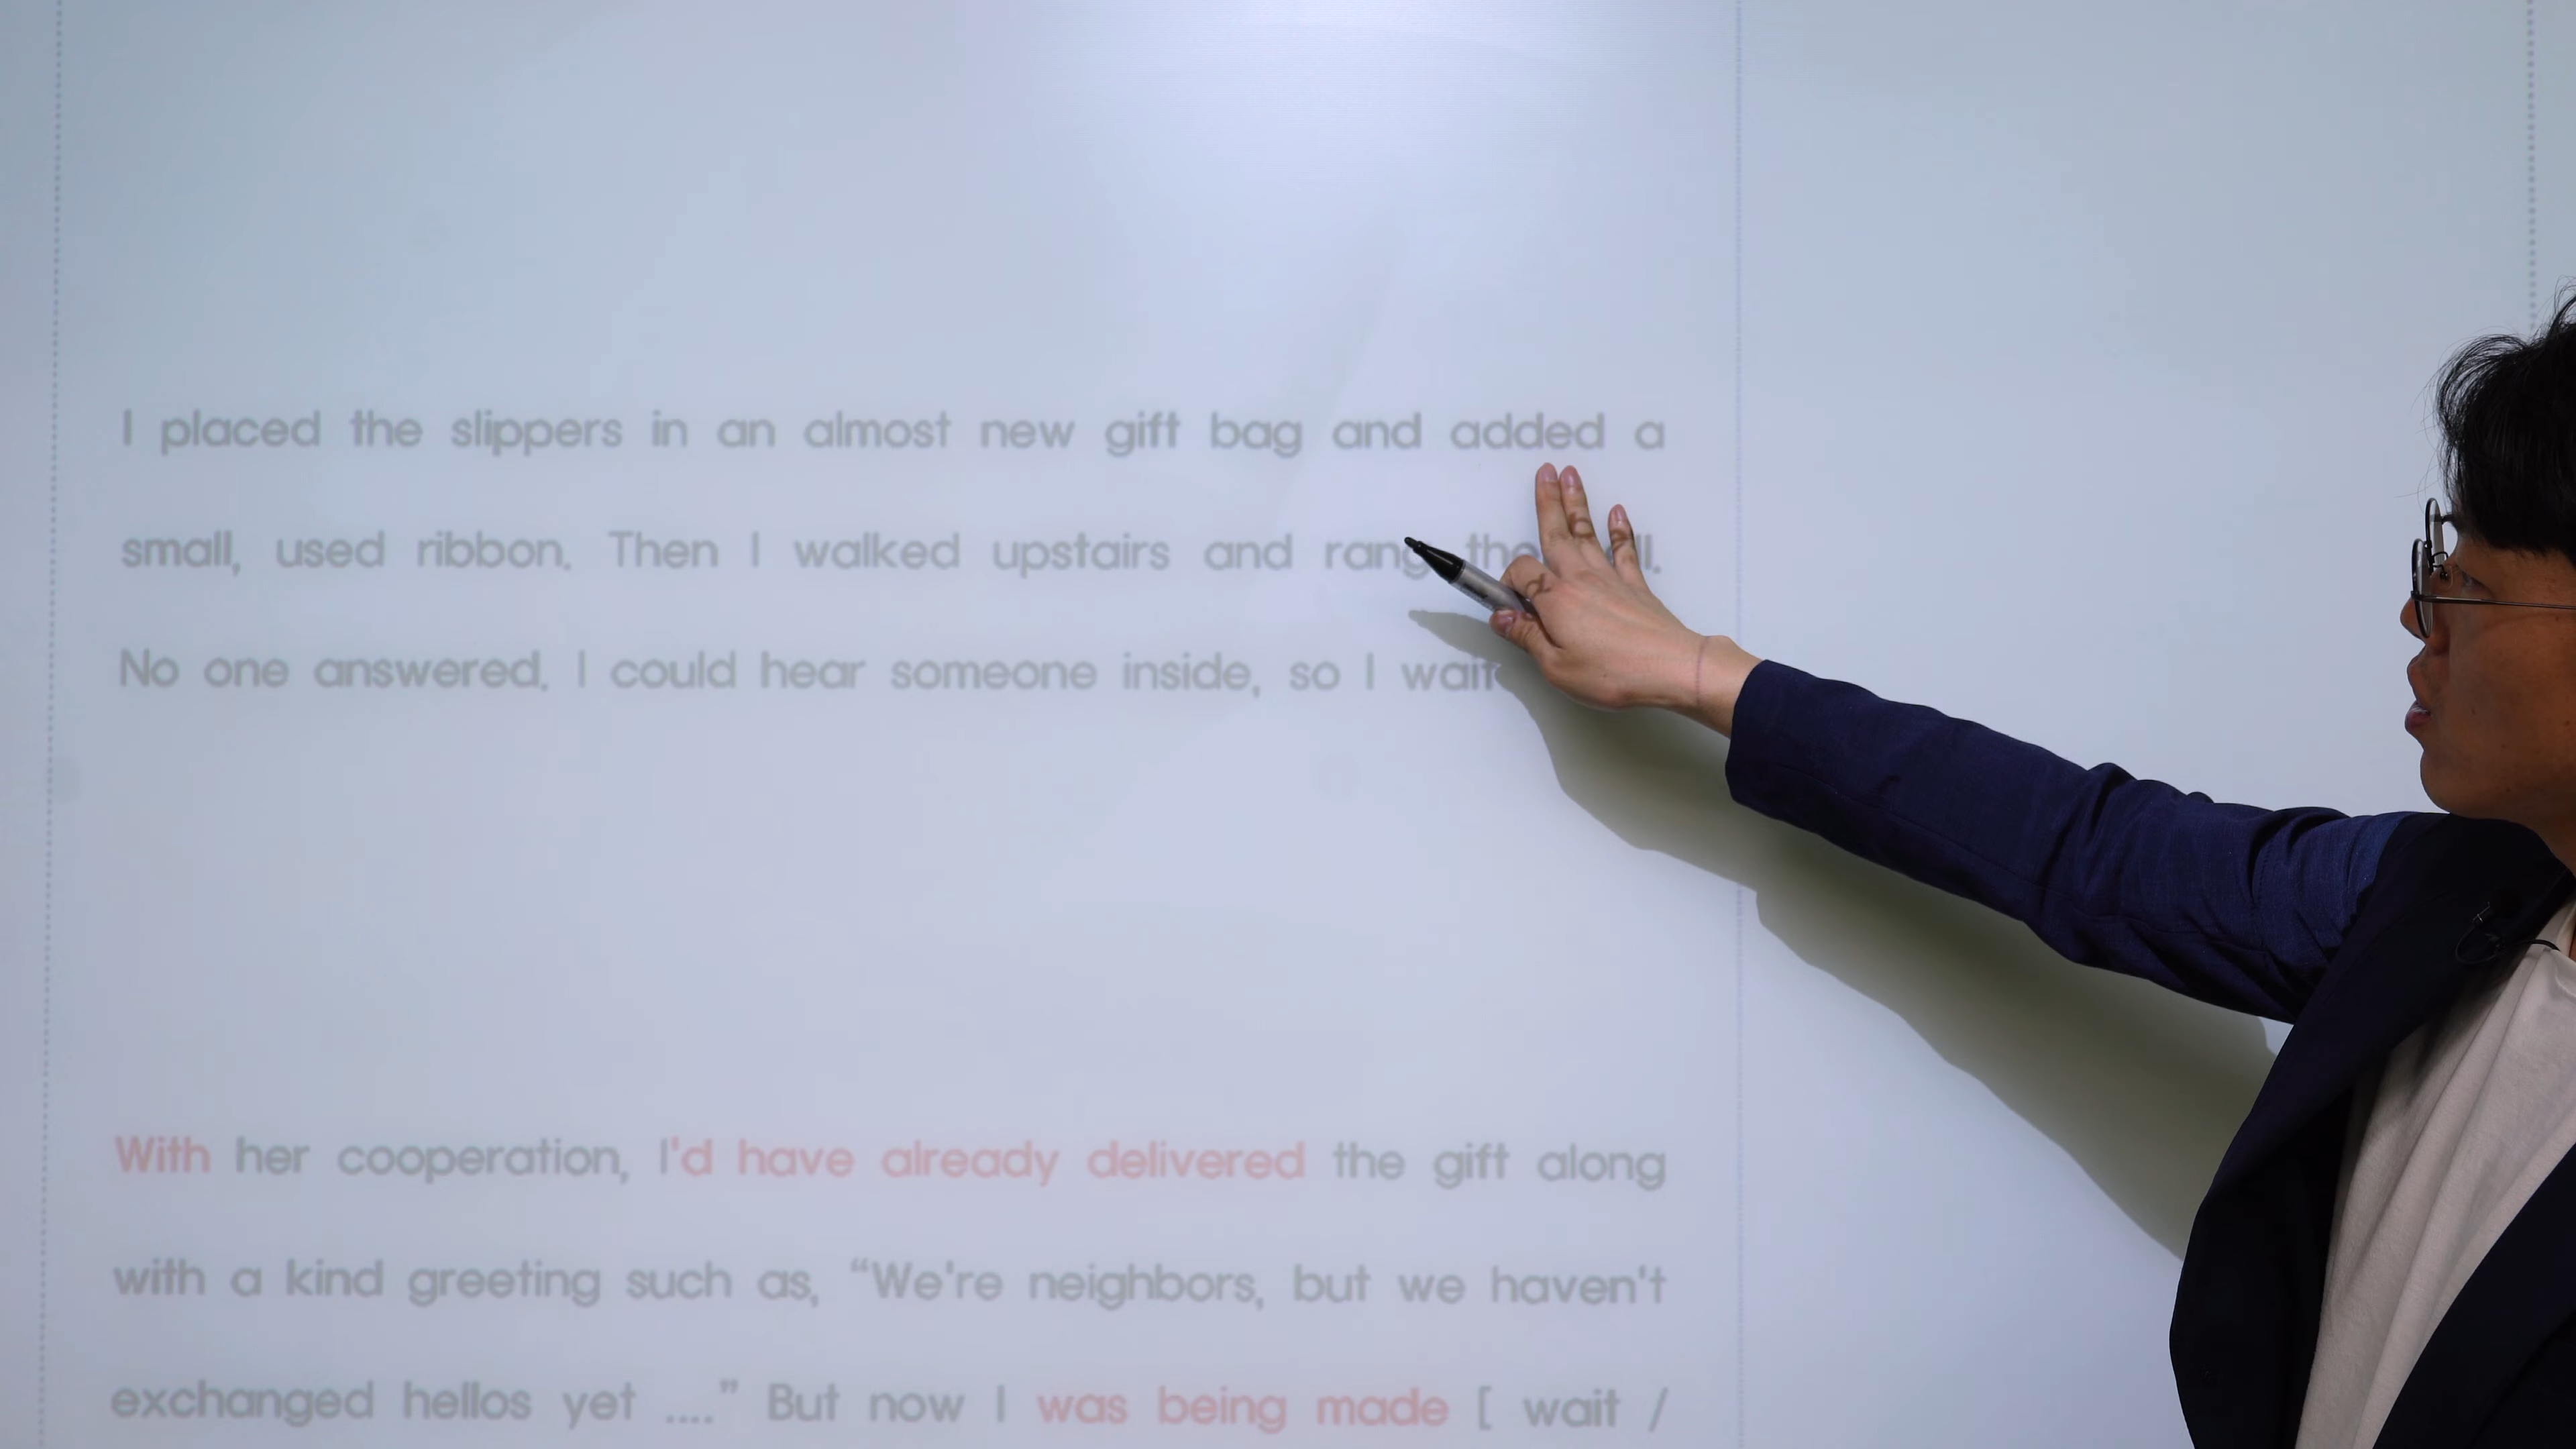 I placed the slippers in an almost new gift bag and added a
small, used ribbon. Then I walked upstairs and rang the
No one answered. I could hear someone inside, so I
With her cooperation, I'd have already delivered the gift along
with a kind greeting such as, “We're neighbors, but we haven't
exchanged hellos yet ....” But now I was being made [ wait /